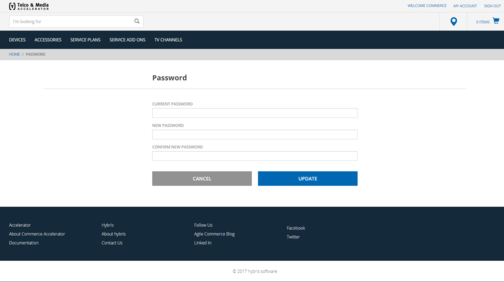 Telco & Media
ACCELERATOR
WELCOME COMMERCE
MY ACCOUNT
SIGN OUT
I'm looking for
0 ITEMS
DEVICES
ACCESSORIES
SERVICE PLANS
SERVICE ADD ONS
TV CHANNELS
HOME / PASSWORD
Password
CURRENT PASSWORD
NEW PASSWORD
CONFIRM NEW PASSWORD
CANCEL
UPDATE
Accelerator
About Commerce Accelerator
Documentation
Hybris
About hybris
Contact Us
Follow Us
Agile Commerce Blog
Linked In
Facebook
Twitter
© 2017 hybris software